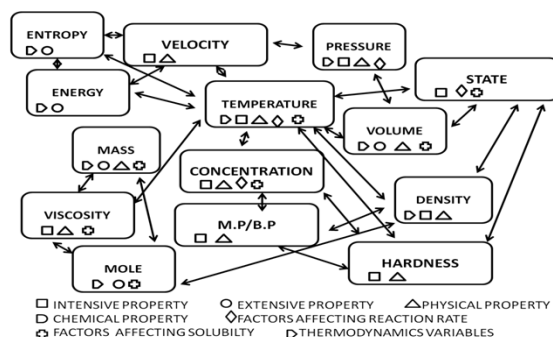 ENTROPY
VELOCITY
PRESSURE
STATE
ENERGY
TEMPERATURE
VOLUME
MASS
CONCENTRATION
DENSITY
VISCOSITY
M.P/B.P
HARDNESS
MOLE
INTENSIVE PROPERTY
EXTENSIVE PROPERTY
PHYSICAL PROPERTY
CHEMICAL PROPERTY
FACTORS AFFECTING REACTION RATE
FACTORS AFFECTING SOLUBILTY
THERMODYNAMICS VARIABLES